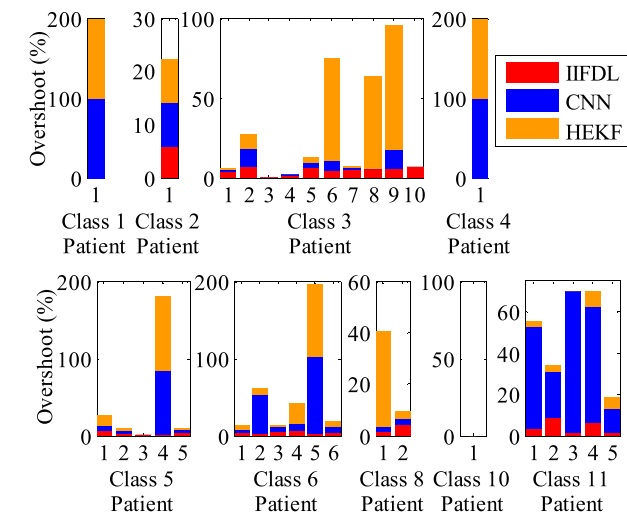 Overshoot (%)
200
100
0
1
Class 1
Patient
30
20
10
0
1
Class 2
Patient
100
50
0
1 2 3 4 5 6 7 8 9 10
Class 3
Patient
200
100
0
1
Class 4
Patient
IIFDL
CNN
HEKF
Overshoot (%)
200
100
0
1 2 3 4 5
Class 5
Patient
200
100
0
1 2 3 4 5 6
Class 6
Patient
60
40
20
0
1 2
Class 8
Patient
100
50
0
1
Class 10
Patient
60
40
20
0
1 2 3 4 5
Class 11
Patient